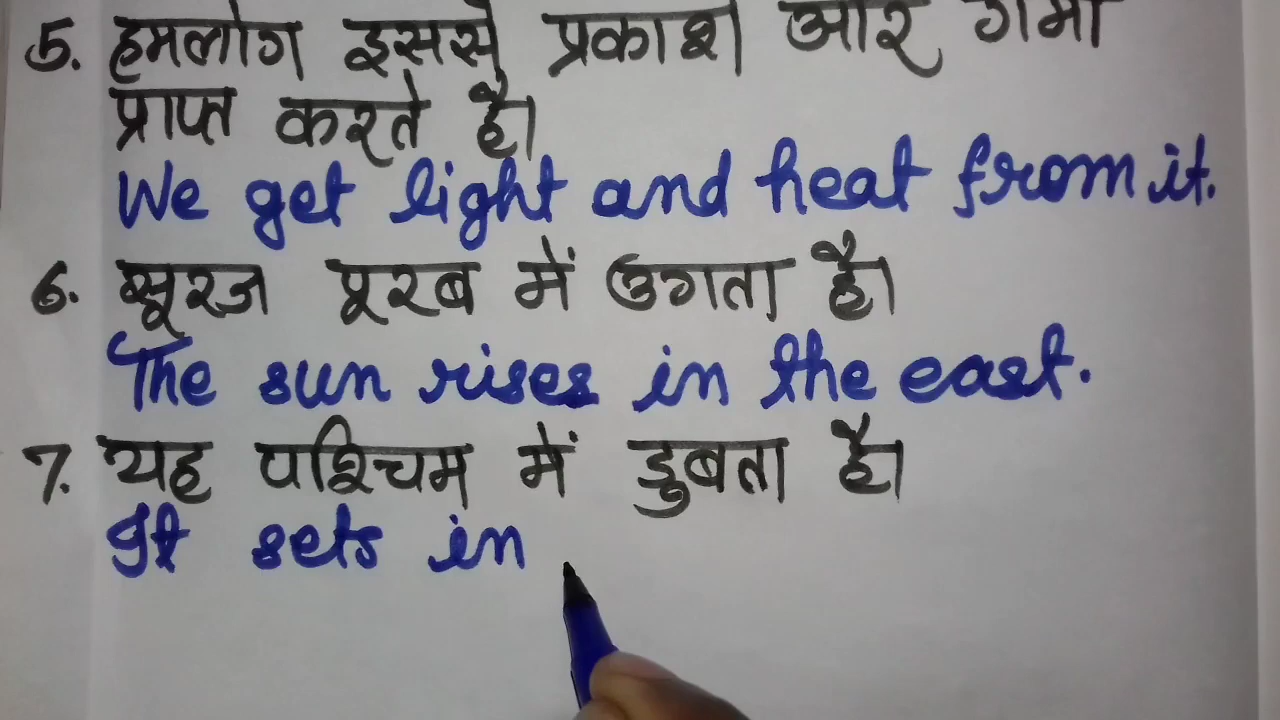 5. हमलोग इससे प्रकाश और गर्मी
प्राप्त करते है।
We get light and heat from it.
6. सूरज पूरब में उगता है।
The sun rises in the east.
7. यह पश्चिम में डुबता है।
It sets in